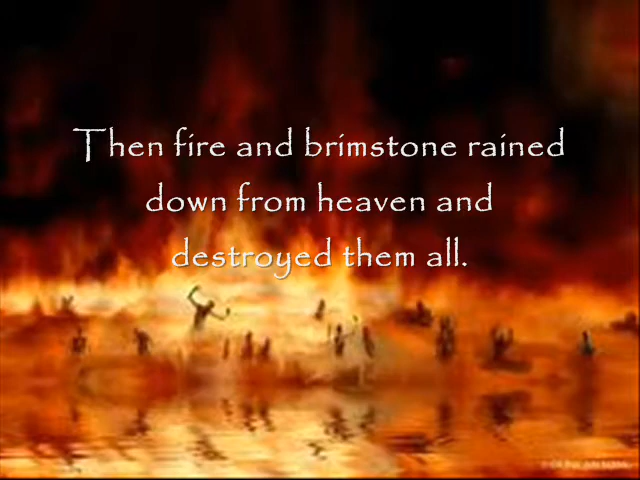 Then fire and brimstone rained
down from heaven and
destroyed them all.